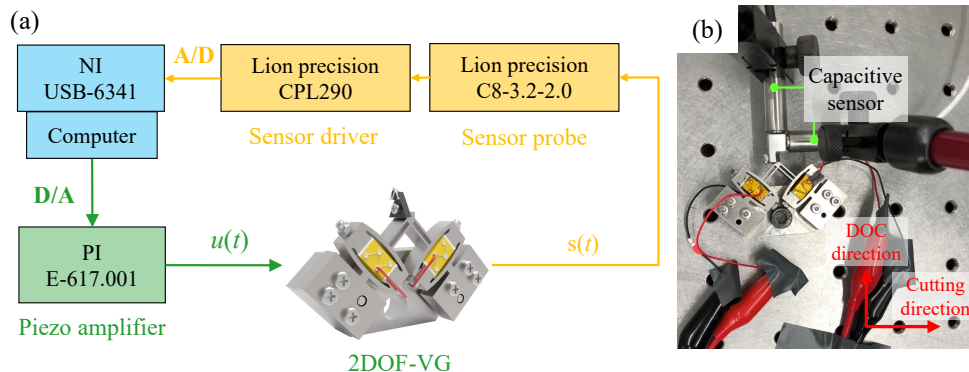 (a)
A/D
NI
USB-6341
Computer
Lion precision
CPL290
Sensor driver
Lion precision
C8-3.2-2.0
Sensor probe
D/A
PI
E-617.001
Piezo amplifier
u(t)
s(t)
2DOF-VG
(b)
Capacitive
sensor
DOC
direction
Cutting
direction